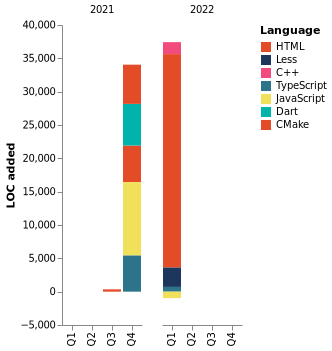 2021
2022
40,000
35,000
30,000
25,000
20,000
15,000
10,000
5,000
0
−5,000
LOC added
Q1
Q2
Q3
Q4
Q1
Q2
Q3
Q4
Language
HTML
Less
C++
TypeScript
JavaScript
Dart
CMake